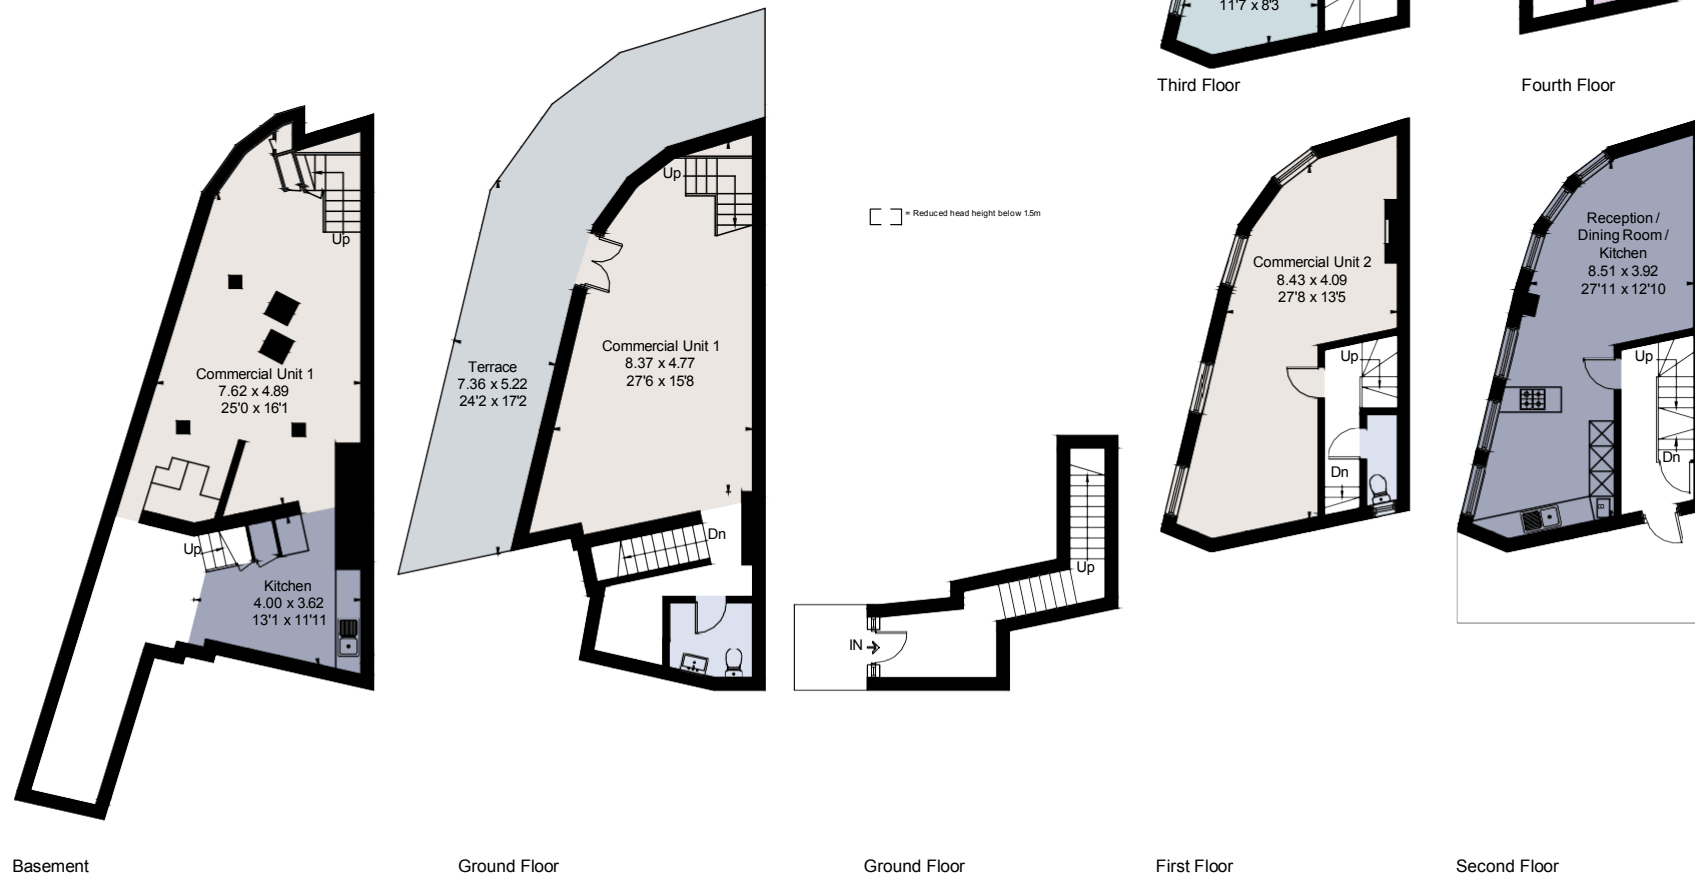 11'7 x 8'3
Third Floor
Fourth Floor
Up
Up
Commercial Unit 1
7.62 x 4.89
25'0 x 16'1
Up
Kitchen
4.00 x 3.62
13'1 x 11'11
Basement
Up
Commercial Unit 1
8.37 x 4.77
27'6 x 15'8
Terrace
7.36 x 5.22
24'2 x 17'2
Dn
Ground Floor
= Reduced head height below 1.5m
Up
IN
Ground Floor
Commercial Unit 2
8.43 x 4.09
27'8 x 13'5
Up
Dn
First Floor
Reception /
Dining Room /
Kitchen
8.51 x 3.92
27'11 x 12'10
Up
Dn
Second Floor